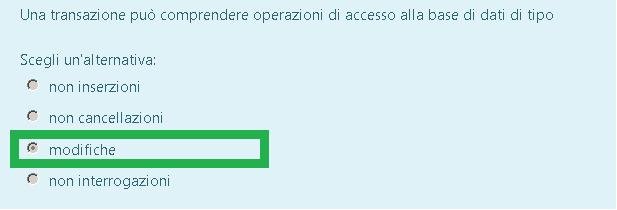 Una transazione può comprendere operazioni di accesso alla base di dati di tipo
Scegli un'alternativa:
non inserzioni
non cancellazioni
modifiche
non interrogazioni